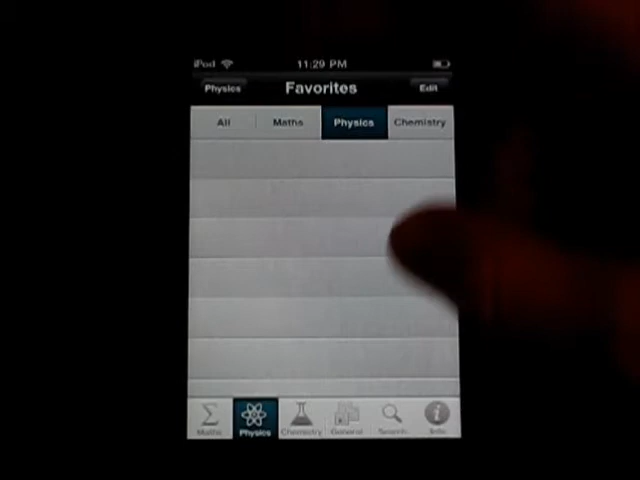 iPod 11:29 PM
Physics Favorites Edit
All Maths Physics Chemistry
Maths Physics Chemistry General Search Info